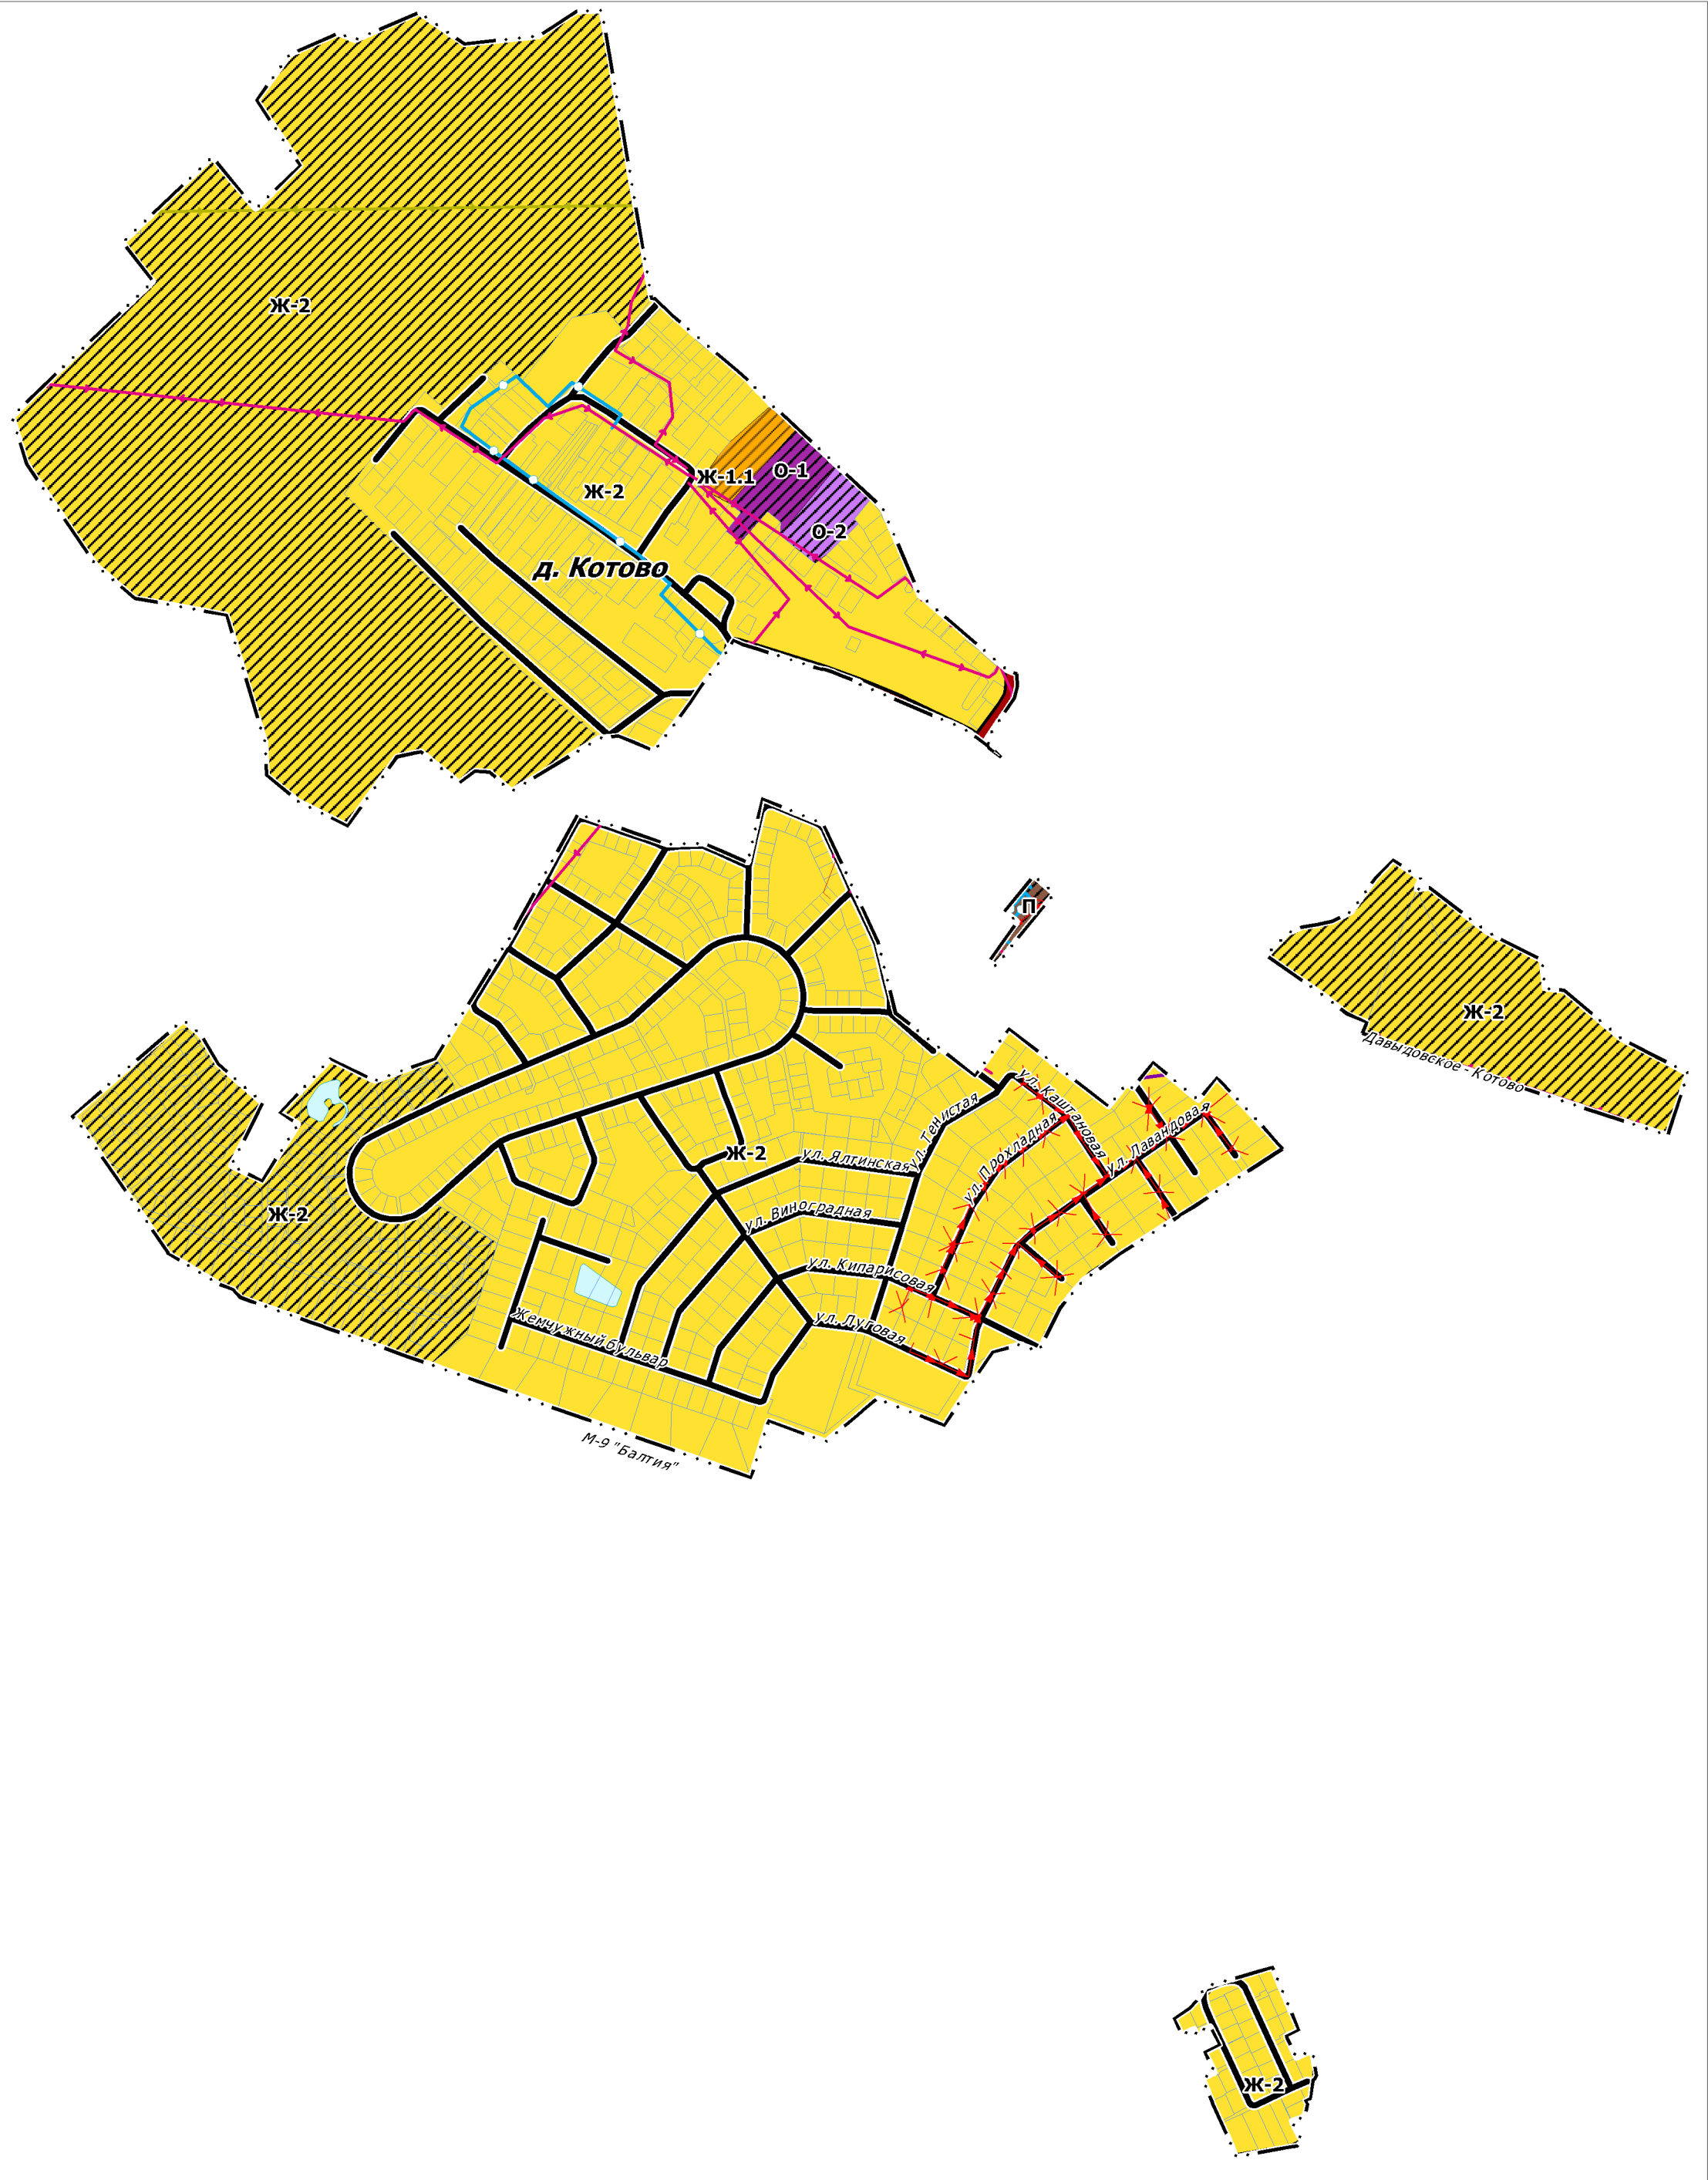 Ж-2
Ж-1.1
О-1
Ж-2
О-2
д. Котово
П
Ж-2
Давыдовское - Котово
ул. Каштановая
ул. Тенистая
ул. Прохладная
ул. Лавандовая
Ж-2
ул. Ялтинская
Ж-2
ул. Виноградная
ул. Кипарисовая
ул. Луговая
Жемчужный бульвар
М-9 "Балтия"
Ж-2